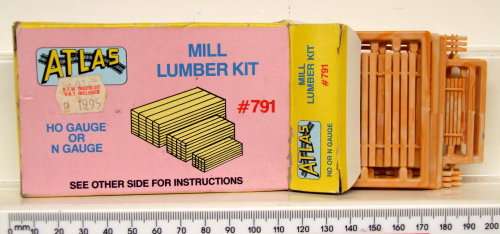 ATLAS
MILL
LUMBER KIT
#791
HO GAUGE
OR
N GAUGE
SEE OTHER SIDE FOR INSTRUCTIONS
MILL
LUMBER KIT
#791
ATLAS
HO OR N GAUGE
mm 10 20 30 40 50 60 70 80 90 100 110 120 130 140 150 160 170 180 190 200